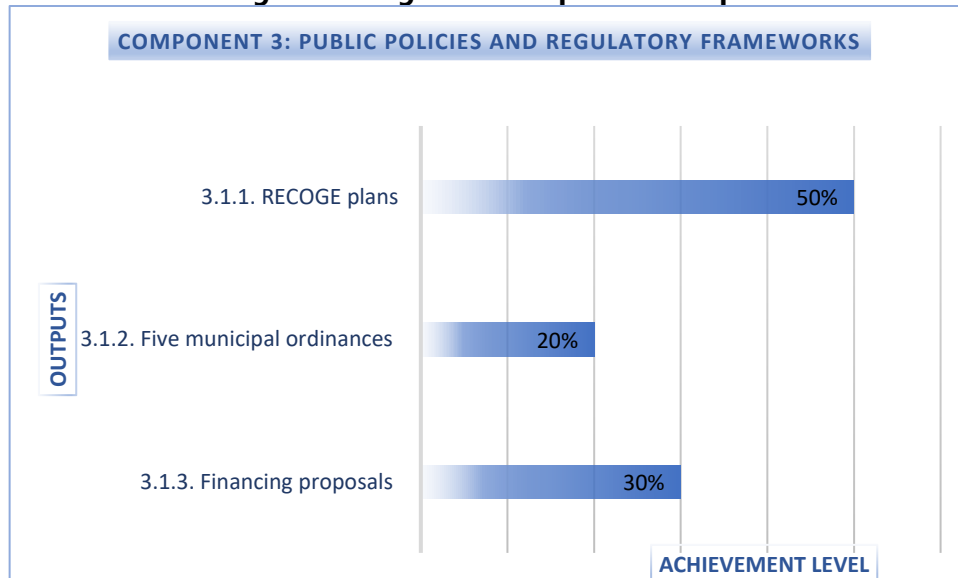 COMPONENT 3: PUBLIC POLICIES AND REGULATORY FRAMEWORKS
3.1.1. RECOGE plans
50%
OUTPUTS
3.1.2. Five municipal ordinances
20%
3.1.3. Financing proposals
30%
ACHIEVEMENT LEVEL